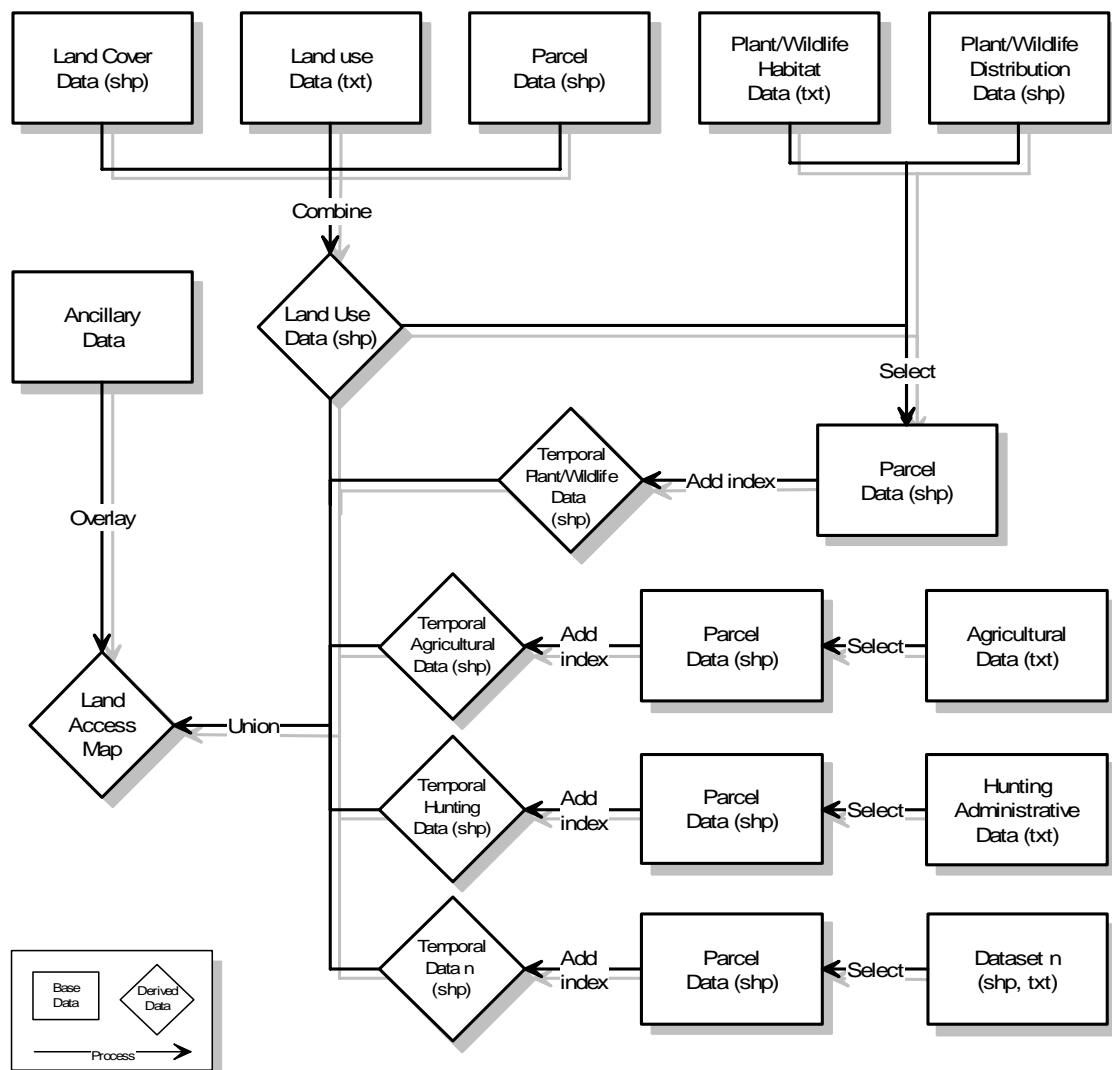 Land Cover
Data (shp)
Land use
Data (txt)
Parcel
Data (shp)
Plant/Wildlife
Habitat
Data (txt)
Plant/Wildlife
Distribution
Data (shp)
Combine
Ancillary
Data
Land Use
Data (shp)
Select
Temporal
Plant/Wildlife
Data
(shp)
Add index
Parcel
Data (shp)
Overlay
Temporal
Agricultural
Data (shp)
Add
index
Parcel
Data (shp)
Select
Agricultural
Data (txt)
Land
Access
Map
Union
Temporal
Hunting
Data (shp)
Add
index
Parcel
Data (shp)
Select
Hunting
Administrative
Data (txt)
Temporal
Data n
(shp)
Add
index
Parcel
Data (shp)
Select
Dataset n
(shp, txt)
Base
Data
Derived
Data
Process